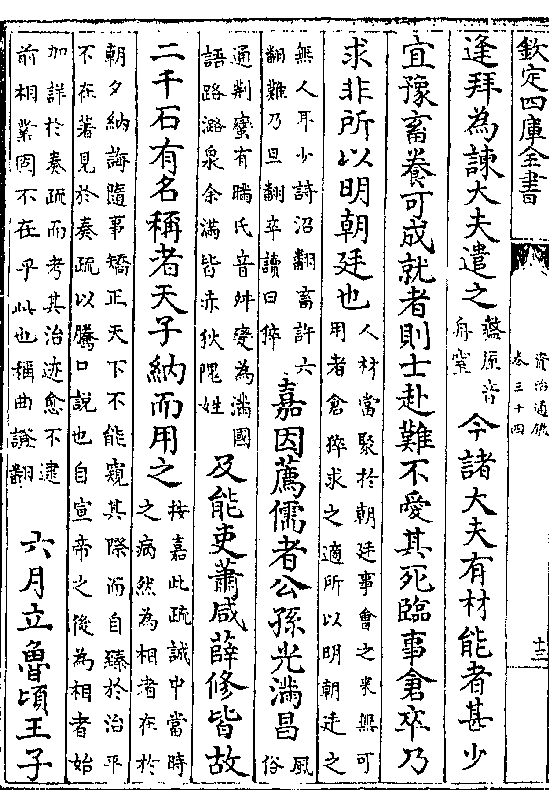 欽定四庫全書
資治通鑑
卷三十四
十三
逢拜為諫大夫遣之
盩厔音
舟窒
今諸大夫有材能者甚少
宜豫畜養可成就者則士赴難不愛其死臨事倉卒乃
求非所以明朝廷也
人材當聚於朝廷事會之來無可
用者倉猝求之適所以明朝廷之
無人耳少詩沼翻畜許六
翻難乃旦翻卒讀曰猝
嘉因薦儒者公孫光滿昌
風
俗
通荆蠻有瞞氏音舛變為滿國
語路潞泉余滿皆赤狄隗姓
及能吏蕭咸薛修皆故
二千石有名稱者天子納而用之
按嘉此疏誠中當時
之病然為相者在於
朝夕納誨隨事矯正天下不能窺其際而自臻於治平
不在著見於奏疏以騰口說也自宣帝之後為相者始
加詳於奏疏而考其治迹愈不逮
前相業固不在乎此也稱曲證翻
六月立魯頃王子